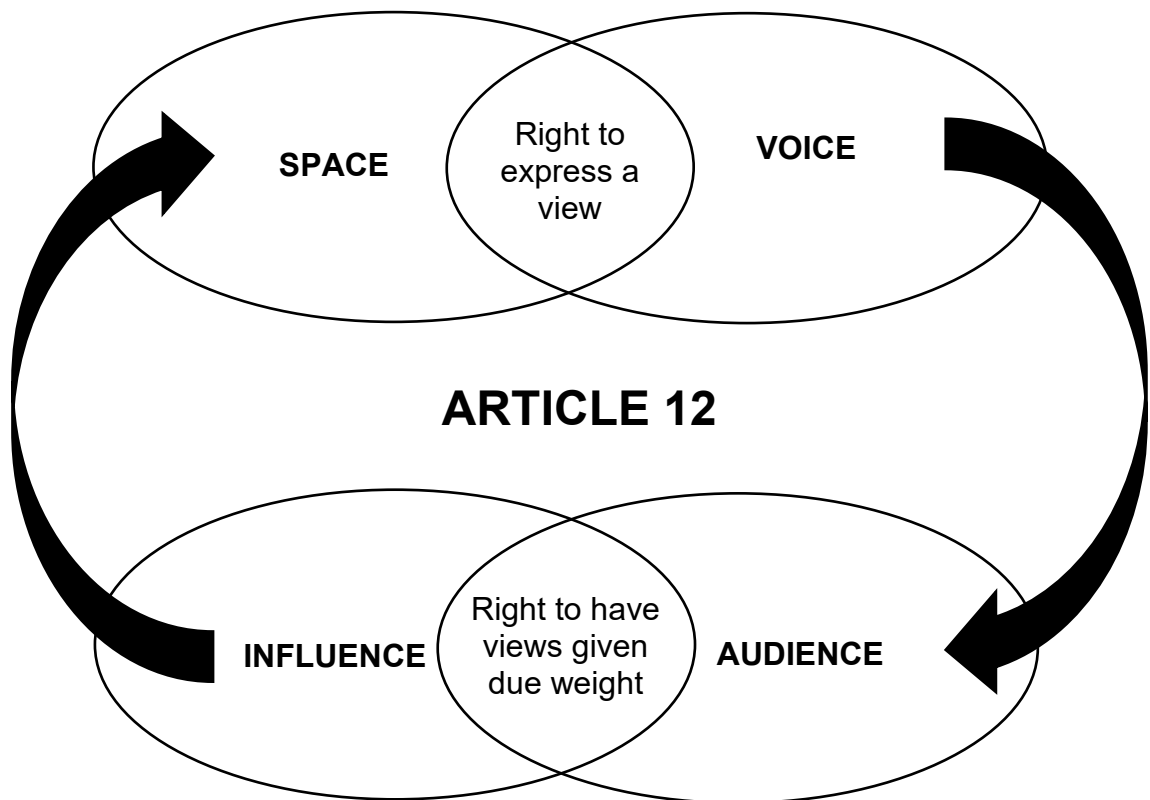 SPACE
Right to
express a
view
VOICE
ARTICLE 12
INFLUENCE
Right to have
views given
due weight
AUDIENCE